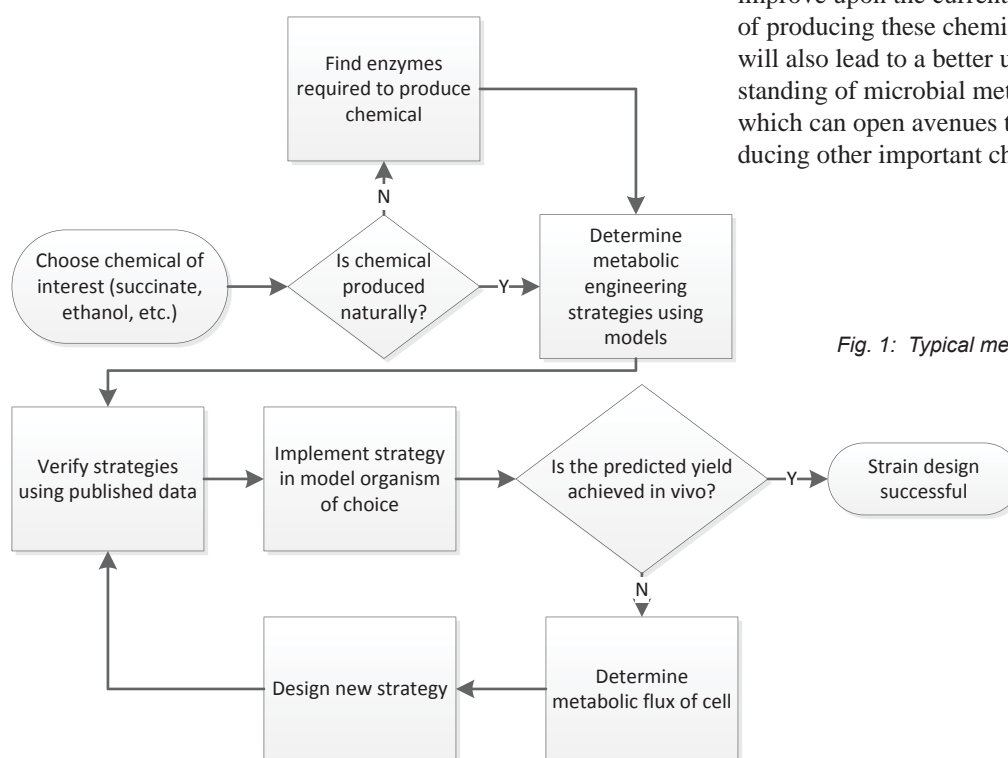 improve upon the current
of producing these chemi
will also lead to a better u
standing of microbial met
which can open avenues t
ducing other important ch
Find enzymes
required to produce
chemical
N
Choose chemical of
interest (succinate,
ethanol, etc.)
Is chemical
produced
naturally?
Y
Determine
metabolic
engineering
strategies using
models
Fig. 1: Typical me
Verify strategies
using published data
Implement strategy
in model organism
of choice
Is the predicted yield
achieved in vivo?
Y
Strain design
successful
N
Determine
metabolic flux of cell
Design new strategy